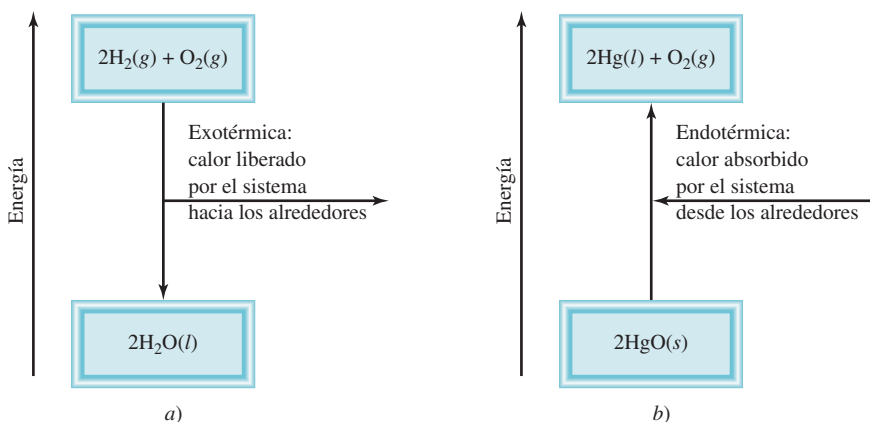 Energía
2H₂(g) + O₂(g)
Exotérmica:
calor liberado
por el sistema
hacia los alrededores
2H₂O(l)
a)
Energía
2Hg(l) + O₂(g)
Endotérmica:
calor absorbido
por el sistema
desde los alrededores
2HgO(s)
b)